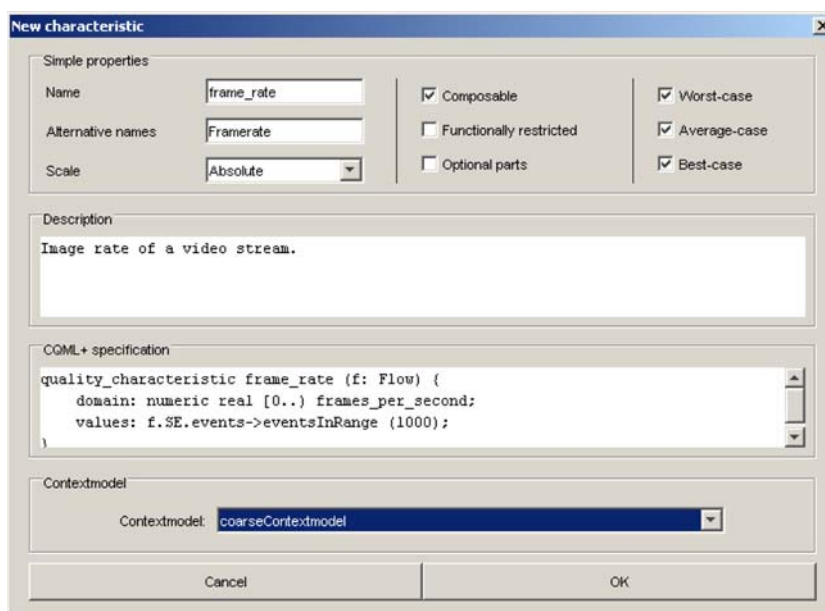 New characteristic
Simple properties
Name frame_rate Composable Worst-case
Alternative names Framerate Functionally restricted Average-case
Scale Absolute Optional parts Best-case
Description
Image rate of a video stream.
CQML+ specification
quality_characteristic frame_rate (f: Flow) {
domain: numeric real [0..) frames_per_second;
values: f.SE.events->eventsInRange (1000);
}
Contextmodel
Contextmodel: coarseContextmodel
Cancel OK